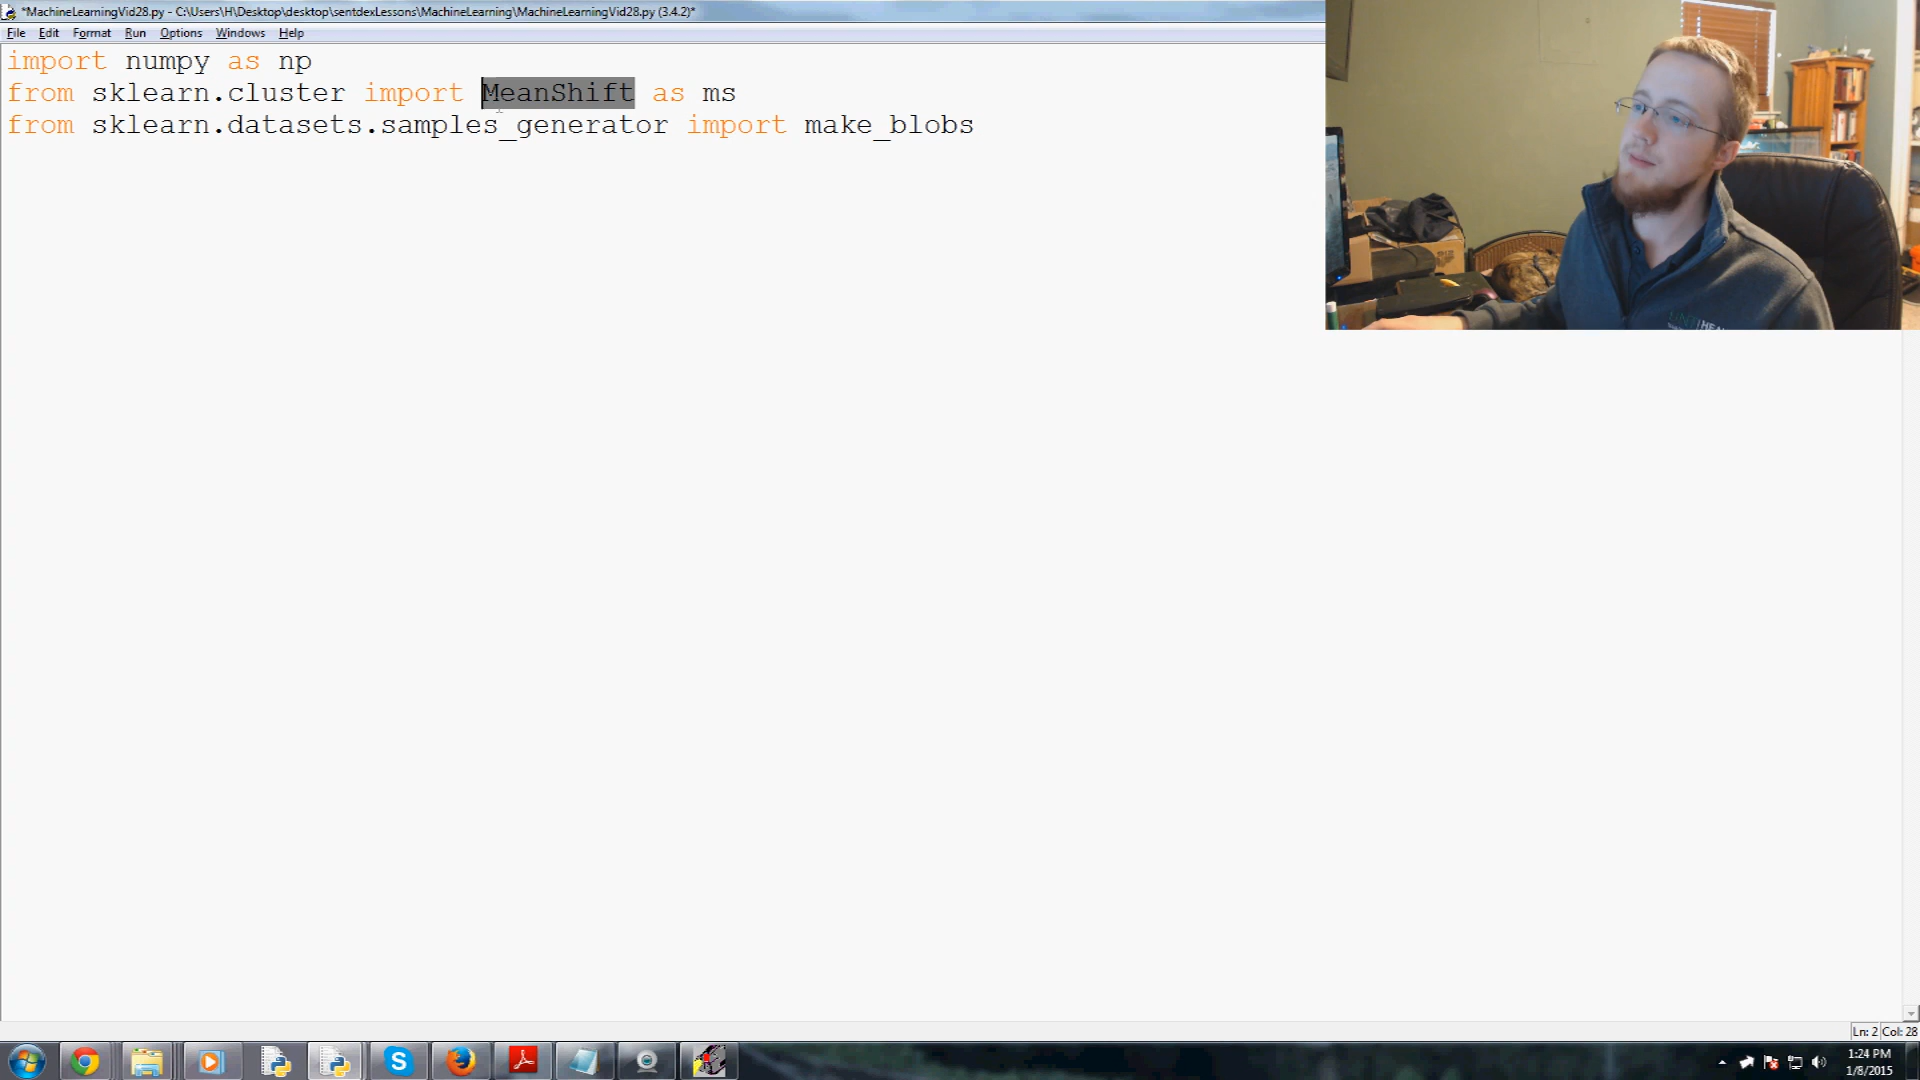 *MachineLearningVid28.py - C:\Users\H\Desktop\desktop\sentdexLessons\MachineLearning\MachineLearningVid28.py (3.4.2)*
File Edit Format Run Options Windows Help
import numpy as np
from sklearn.cluster import MeanShift as ms
from sklearn.datasets.samples_generator import make_blobs
Ln: 2 Col: 28
1:24 PM
1/8/2015